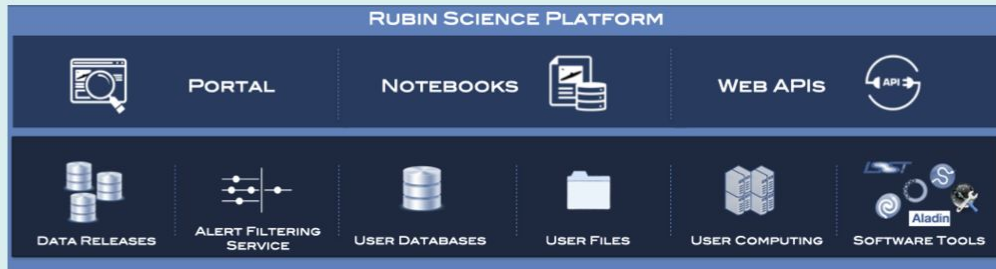 RUBIN SCIENCE PLATFORM
PORTAL
NOTEBOOKS
WEB APIS
API
DATA RELEASES
ALERT FILTERING
SERVICE
USER DATABASES
USER FILES
USER COMPUTING
LSST
Aladin
SOFTWARE TOOLS